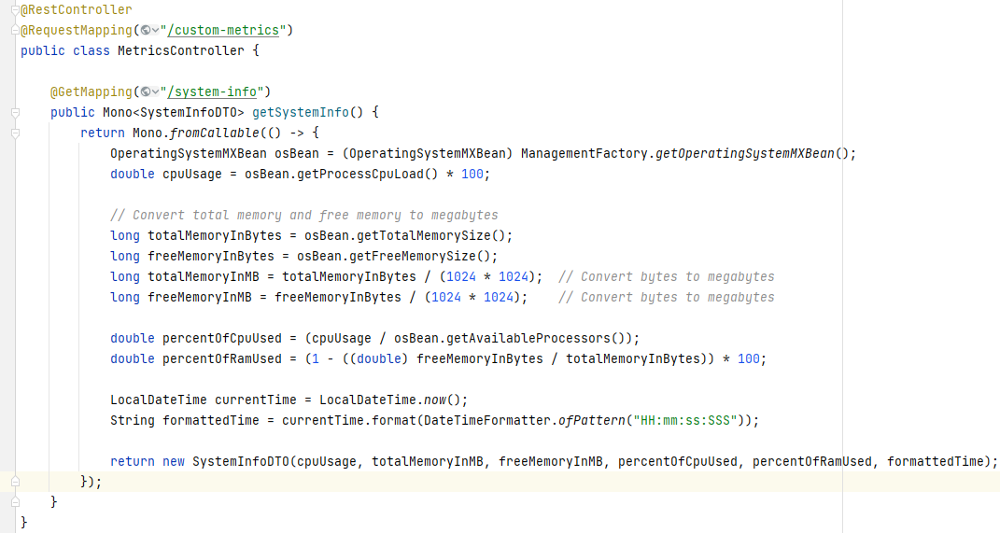 @RestController
@RequestMapping("/custom-metrics")
public class MetricsController {
@GetMapping("/system-info")
public Mono<SystemInfoDTO> getSystemInfo() {
return Mono.fromCallable(() -> {
OperatingSystemMXBean osBean = (OperatingSystemMXBean) ManagementFactory.getOperatingSystemMXBean();
double cpuUsage = osBean.getProcessCpuLoad() * 100;
// Convert total memory and free memory to megabytes
long totalMemoryInBytes = osBean.getTotalMemorySize();
long freeMemoryInBytes = osBean.getFreeMemorySize();
long totalMemoryInMB = totalMemoryInBytes / (1024 * 1024);  // Convert bytes to megabytes
long freeMemoryInMB = freeMemoryInBytes / (1024 * 1024);    // Convert bytes to megabytes
double percentOfCpuUsed = (cpuUsage / osBean.getAvailableProcessors());
double percentOfRamUsed = (1 - ((double) freeMemoryInBytes / totalMemoryInBytes)) * 100;
LocalDateTime currentTime = LocalDateTime.now();
String formattedTime = currentTime.format(DateTimeFormatter.ofPattern("HH:mm:ss:SSS"));
return new SystemInfoDTO(cpuUsage, totalMemoryInMB, freeMemoryInMB, percentOfCpuUsed, percentOfRamUsed, formattedTime);
});
}
}